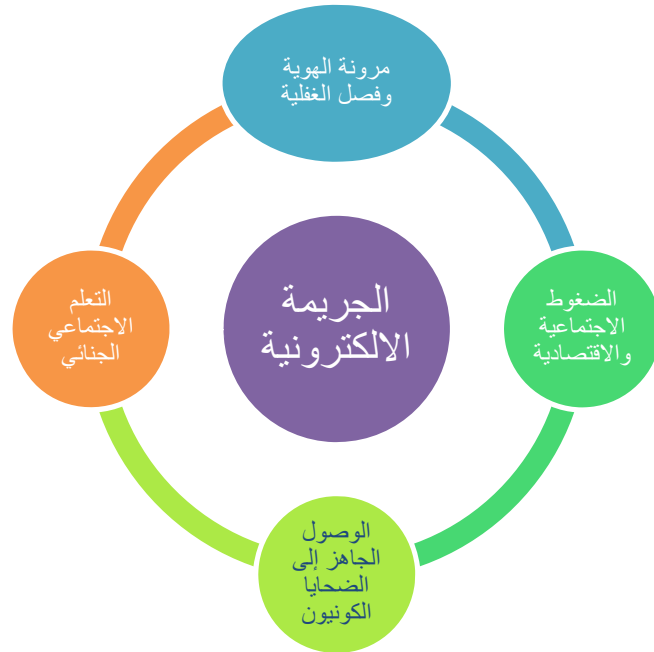 مرونة الهوية
وفصل الغفلية
الضغوط
الاجتماعية
والاقتصادية
الجريمة
الالكترونية
التعلم
الاجتماعي
الجنائي
الوصول
الجاهز إلى
الضحايا
الكونيون